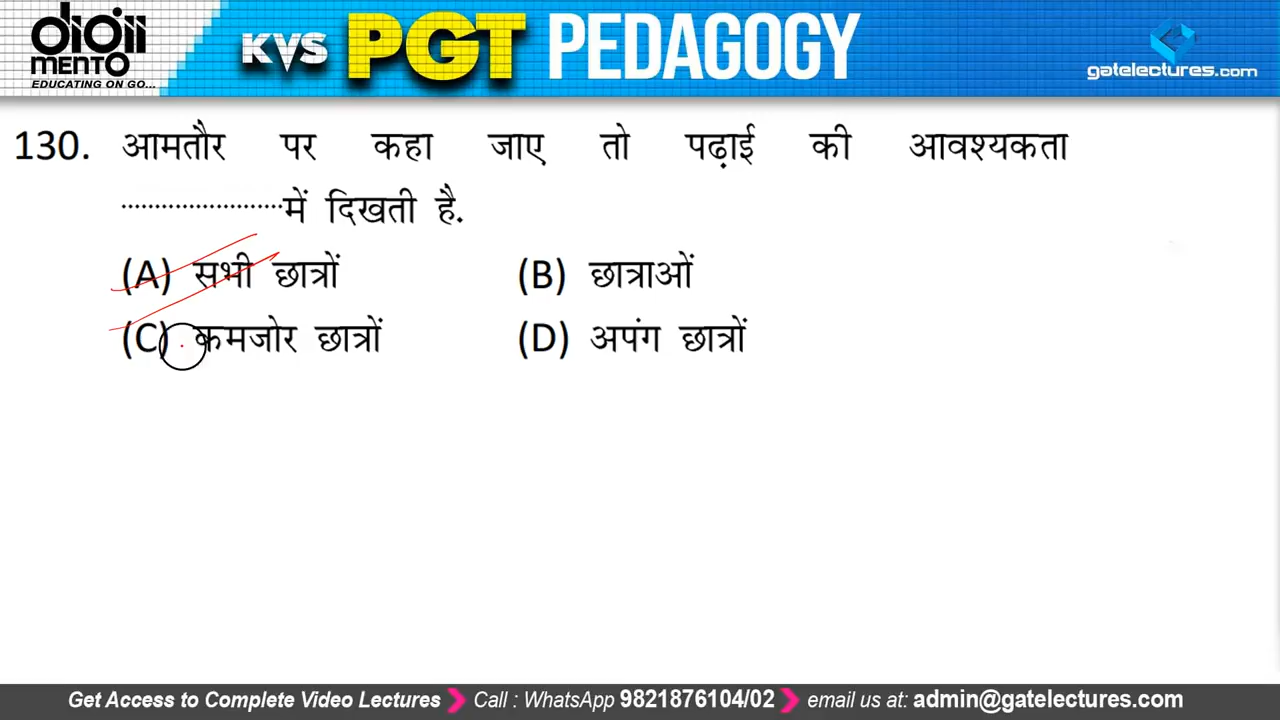 digii
MENTO
EDUCATING ON GO...
KVS PGT PEDAGOGY
gatelectures.com
130. आमतौर पर कहा जाए तो पढ़ाई की आवश्यकता
........................में दिखती है.
(A) सभी छात्रों (B) छात्राओं
(C) कमजोर छात्रों (D) अपंग छात्रों
Get Access to Complete Video Lectures Call : WhatsApp 9821876104/02 email us at: admin@gatelectures.com